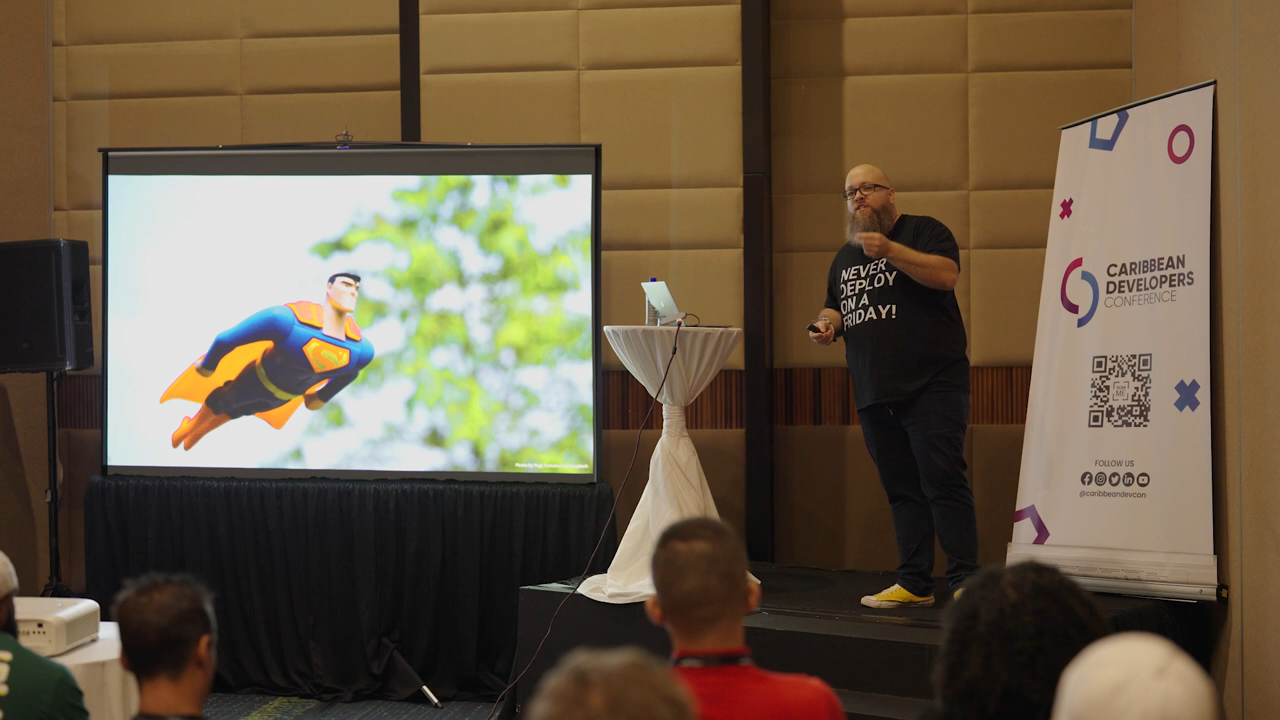 NEVER
DEPLOY
ON A
FRIDAY!
CARIBBEAN
DEVELOPERS
CONFERENCE
FOLLOW US
@caribbeandevcon